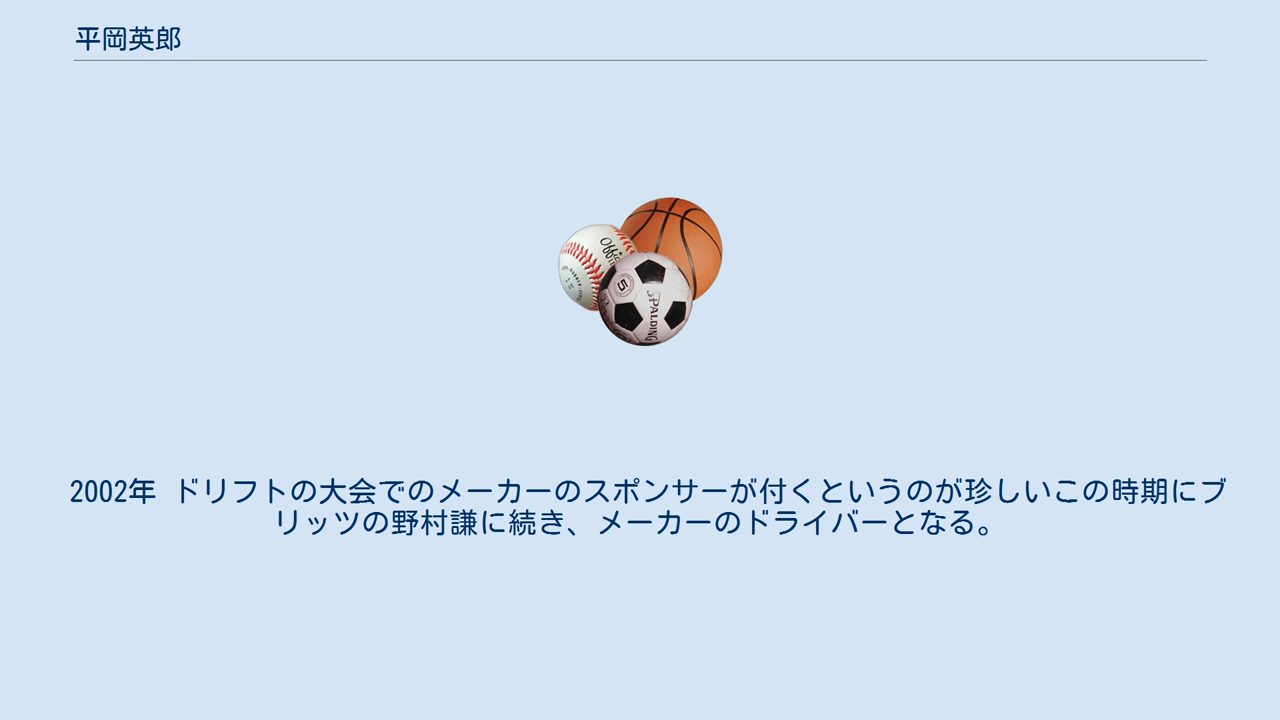 平岡英郎
Offici
5
SPALDING
2002年 ドリフトの大会でのメーカーのスポンサーが付くというのが珍しいこの時期にブ
リッツの野村謙に続き、メーカーのドライバーとなる。